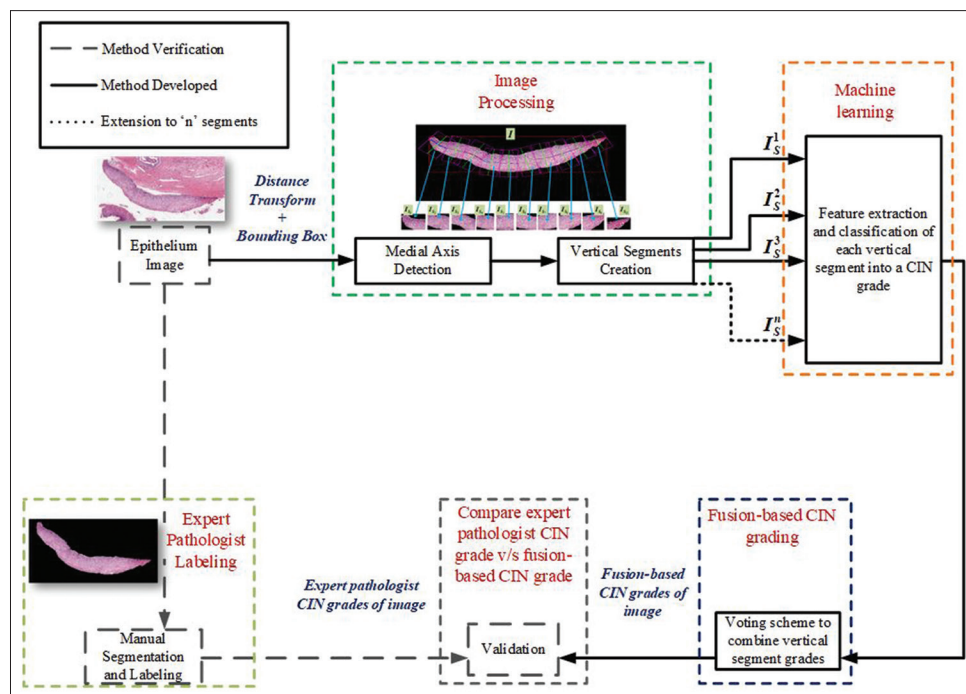 Method Verification
Method Developed
Extension to ‘n’ segments
Image
Processing
Machine
learning
I
Distance
Transform
+
Bounding Box
Epithelium
Image
Medial Axis
Detection
Vertical Segments
Creation
I_S^1
I_S^2
I_S^3
I_S^n
Feature extraction
and classification of
each vertical
segment into a CIN
grade
Expert
Pathologist
Labeling
Manual
Segmentation
and Labeling
Expert pathologist
CIN grades of image
Compare expert
pathologist CIN
grade v/s fusion-
based CIN grade
Validation
Fusion-based
CIN grades of
image
Fusion-based CIN
grading
Voting scheme to
combine vertical
segment grades